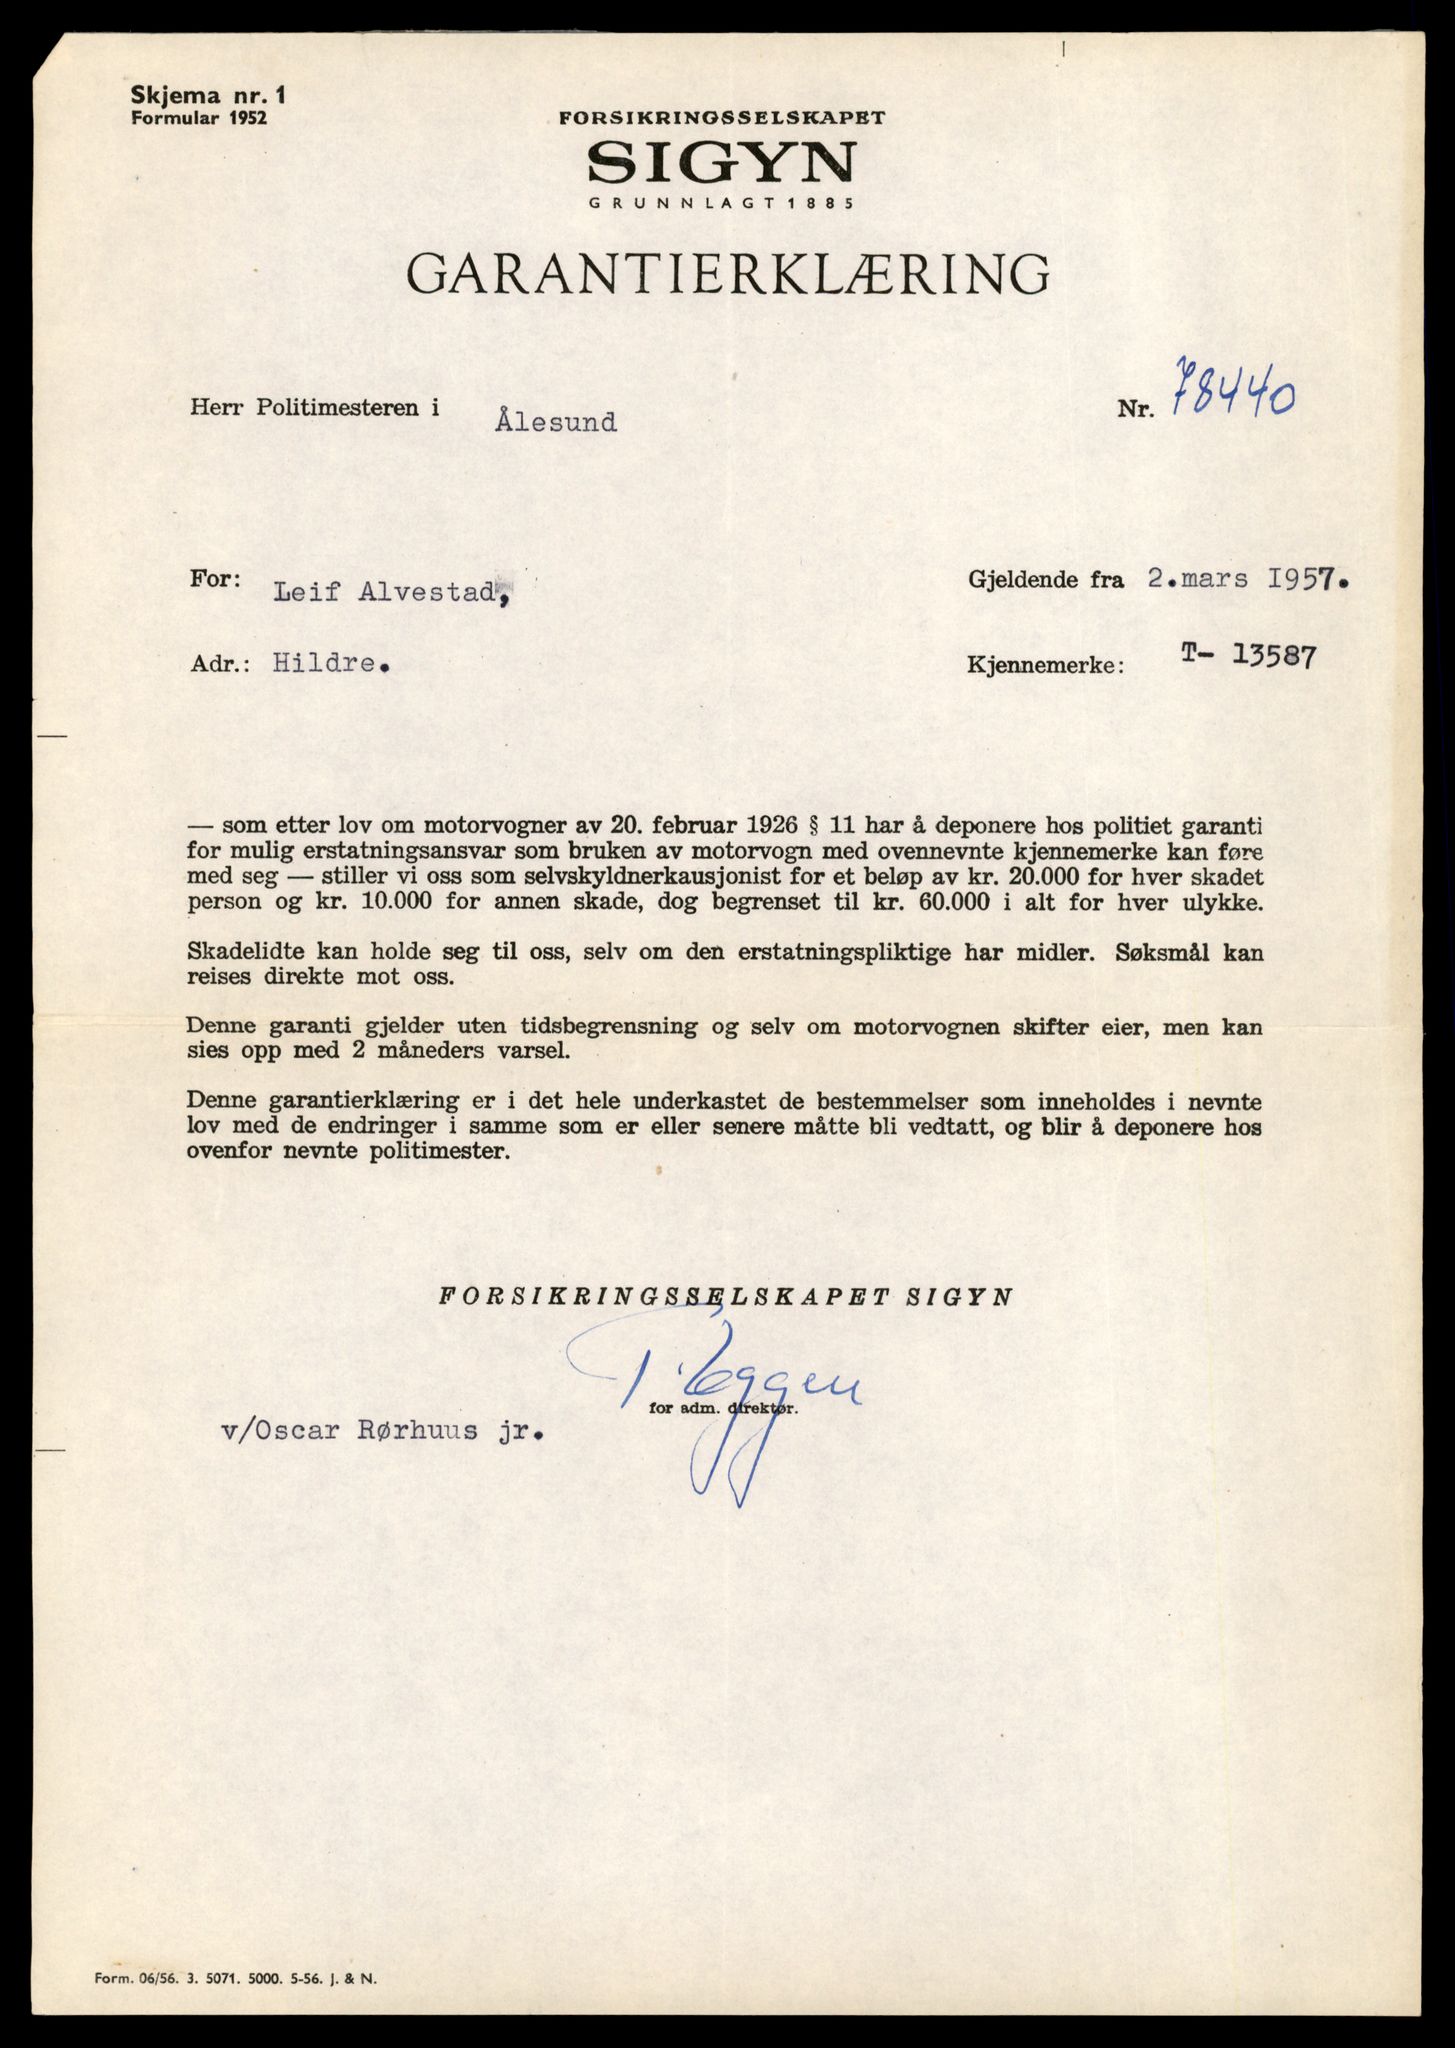 Skjema nr. 1
Formular 1952
FORSIKRINGSSELSKAPET
SIGYN
GRUNNLAGT 1885
GARANTIERKLÆRING
Herr Politimesteren i Ålesund
Nr. 78440
For: Leif Alvestad,
Gjeldende fra 2.mars 1957.
Adr.: Hildre.
Kjennemerke: T- 13587
— som etter lov om motorvogner av 20. februar 1926 § 11 har å deponere hos politiet garanti
for mulig erstatningsansvar som bruken av motorvogn med ovennevnte kjennemerke kan føre
med seg — stiller vi oss som selvskyldnerkausjonist for et beløp av kr. 20.000 for hver skadet
person og kr. 10.000 for annen skade, dog begrenset til kr. 60.000 i alt for hver ulykke.
Skadelidte kan holde seg til oss, selv om den erstatningspliktige har midler. Søksmål kan
reises direkte mot oss.
Denne garanti gjelder uten tidsbegrensning og selv om motorvognen skifter eier, men kan
sies opp med 2 måneders varsel.
Denne garantierklæring er i det hele underkastet de bestemmelser som inneholdes i nevnte
lov med de endringer i samme som er eller senere måtte bli vedtatt, og blir å deponere hos
ovenfor nevnte politimester.
FORSIKRINGSSELSKAPET SIGYN
for adm. direktør.
v/Oscar Rørhuus jr.
Form. 06/56. 3. 5071. 5000. 5-56. J. & N.